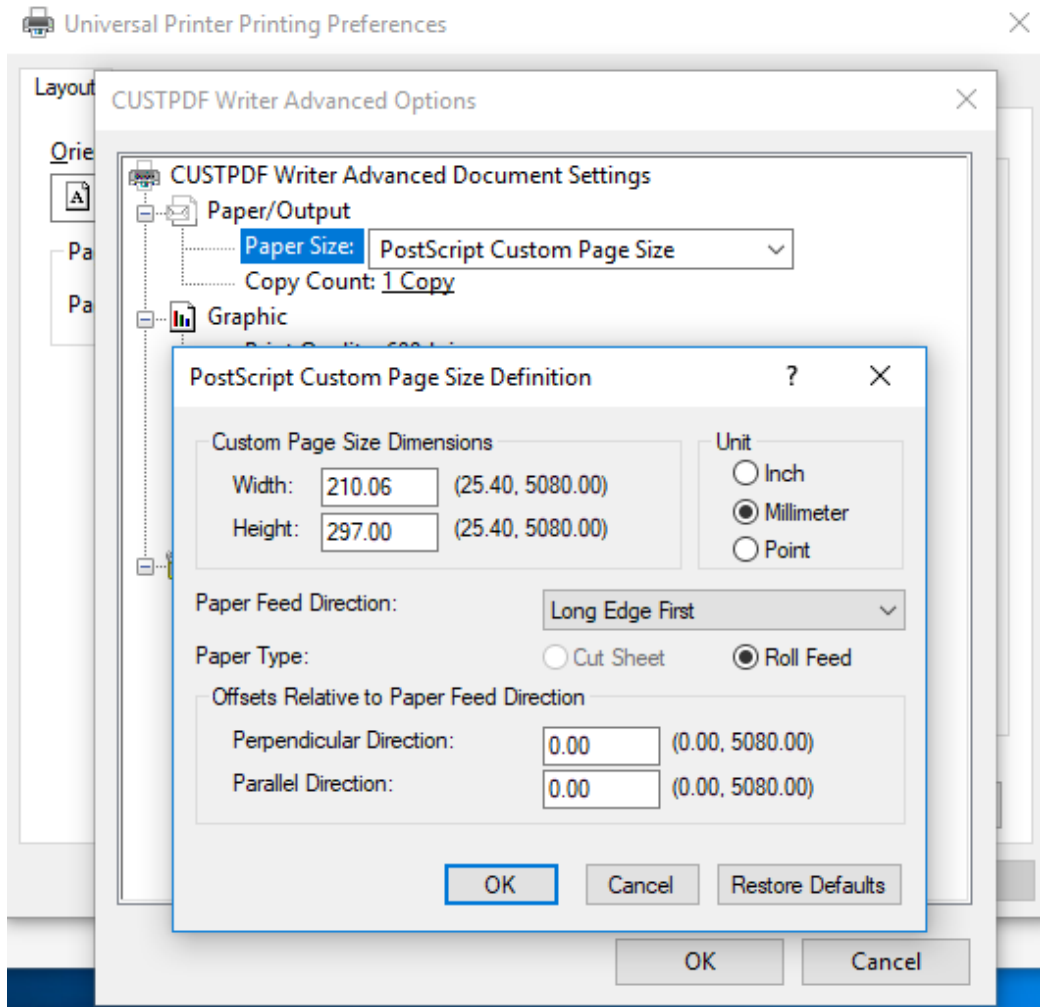 Universal Printer Printing Preferences
Layout
CUSTPDF Writer Advanced Options
Orie
A
CUSTPDF Writer Advanced Document Settings
Paper/Output
Pa
Paper Size: PostScript Custom Page Size
Copy Count: 1 Copy
Pa
Graphic
PostScript Custom Page Size Definition ?
Custom Page Size Dimensions
Unit
Width: 210.06 (25.40, 5080.00)
Inch
Height: 297.00 (25.40, 5080.00)
Millimeter
Point
Paper Feed Direction: Long Edge First
Paper Type: Cut Sheet Roll Feed
Offsets Relative to Paper Feed Direction
Perpendicular Direction: 0.00 (0.00, 5080.00)
Parallel Direction: 0.00 (0.00, 5080.00)
OK Cancel Restore Defaults
OK Cancel